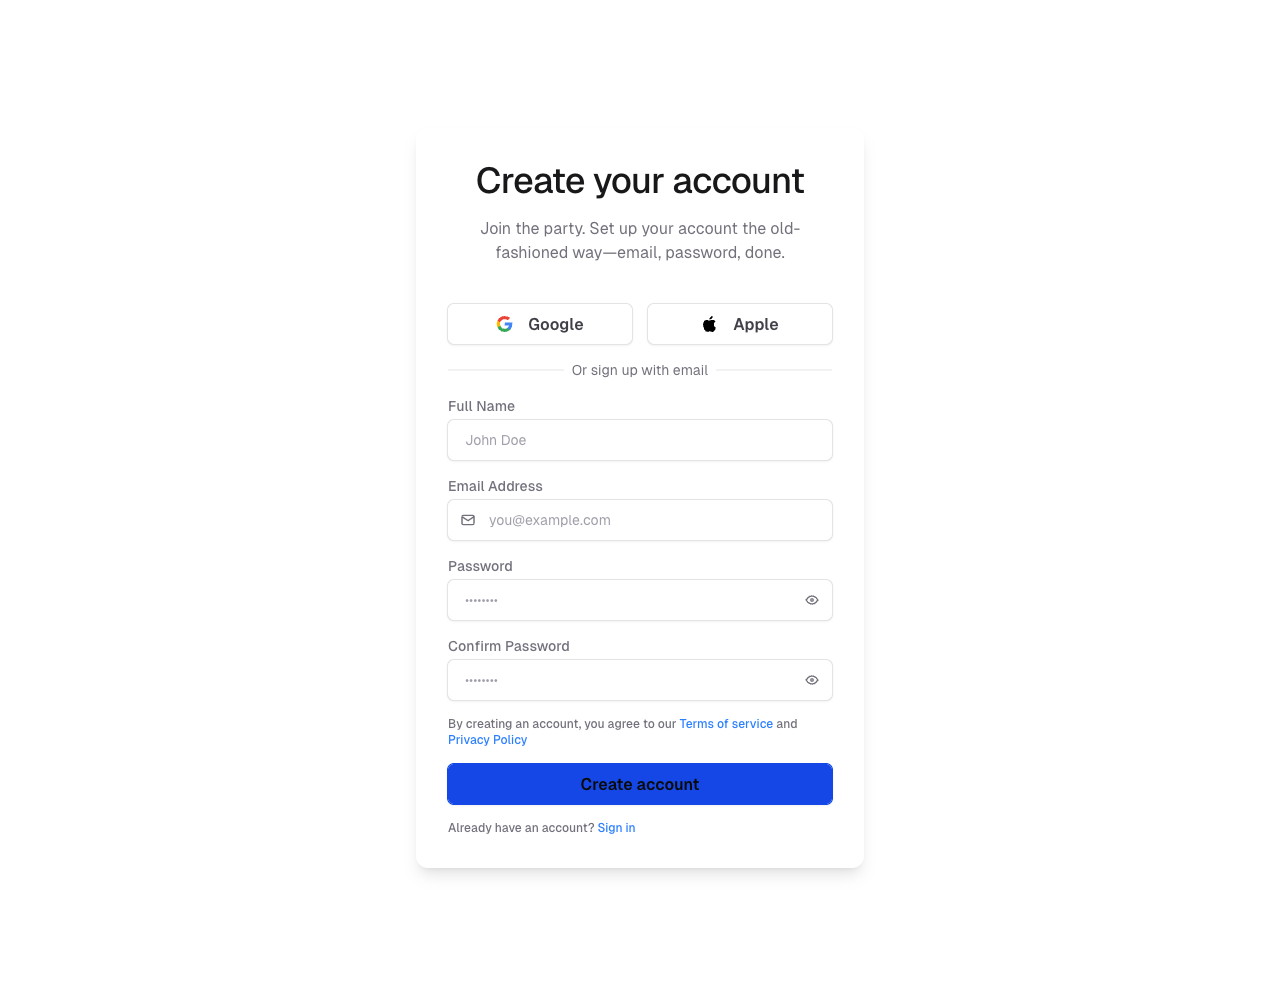 Create your account
Join the party. Set up your account the old-
fashioned way—email, password, done.
Google
Apple
Or sign up with email
Full Name
John Doe
Email Address
you@example.com
Password
••••••••
Confirm Password
••••••••
By creating an account, you agree to our Terms of service and
Privacy Policy
Create account
Already have an account? Sign in